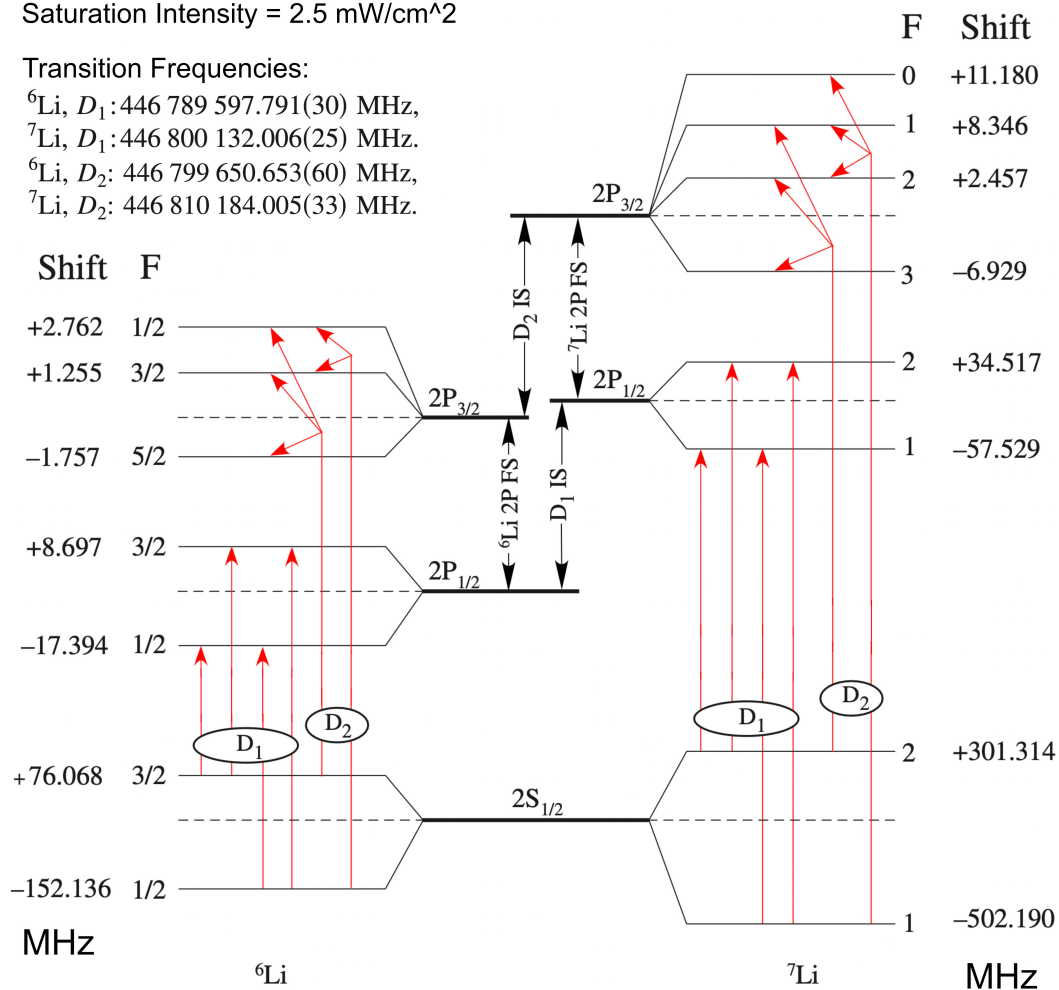 Saturation Intensity = 2.5 mW/cm^2
Transition Frequencies:
⁶Li, D₁: 446 789 597.791(30) MHz,
⁷Li, D₁: 446 800 132.006(25) MHz.
⁶Li, D₂: 446 799 650.653(60) MHz,
⁷Li, D₂: 446 810 184.005(33) MHz.
Shift F
+2.762 1/2
+1.255 3/2
–1.757 5/2
+8.697 3/2
–17.394 1/2
+76.068 3/2
–152.136 1/2
MHz
⁶Li
D₁
D₂
2P₃/₂
2P₁/₂
⁶Li 2P FS
D₁ IS
D₂ IS
⁷Li 2P FS
2P₃/₂
2P₁/₂
2S₁/₂
F Shift
0 +11.180
1 +8.346
2 +2.457
3 –6.929
2 +34.517
1 –57.529
D₁
D₂
2 +301.314
1 –502.190
⁷Li
MHz